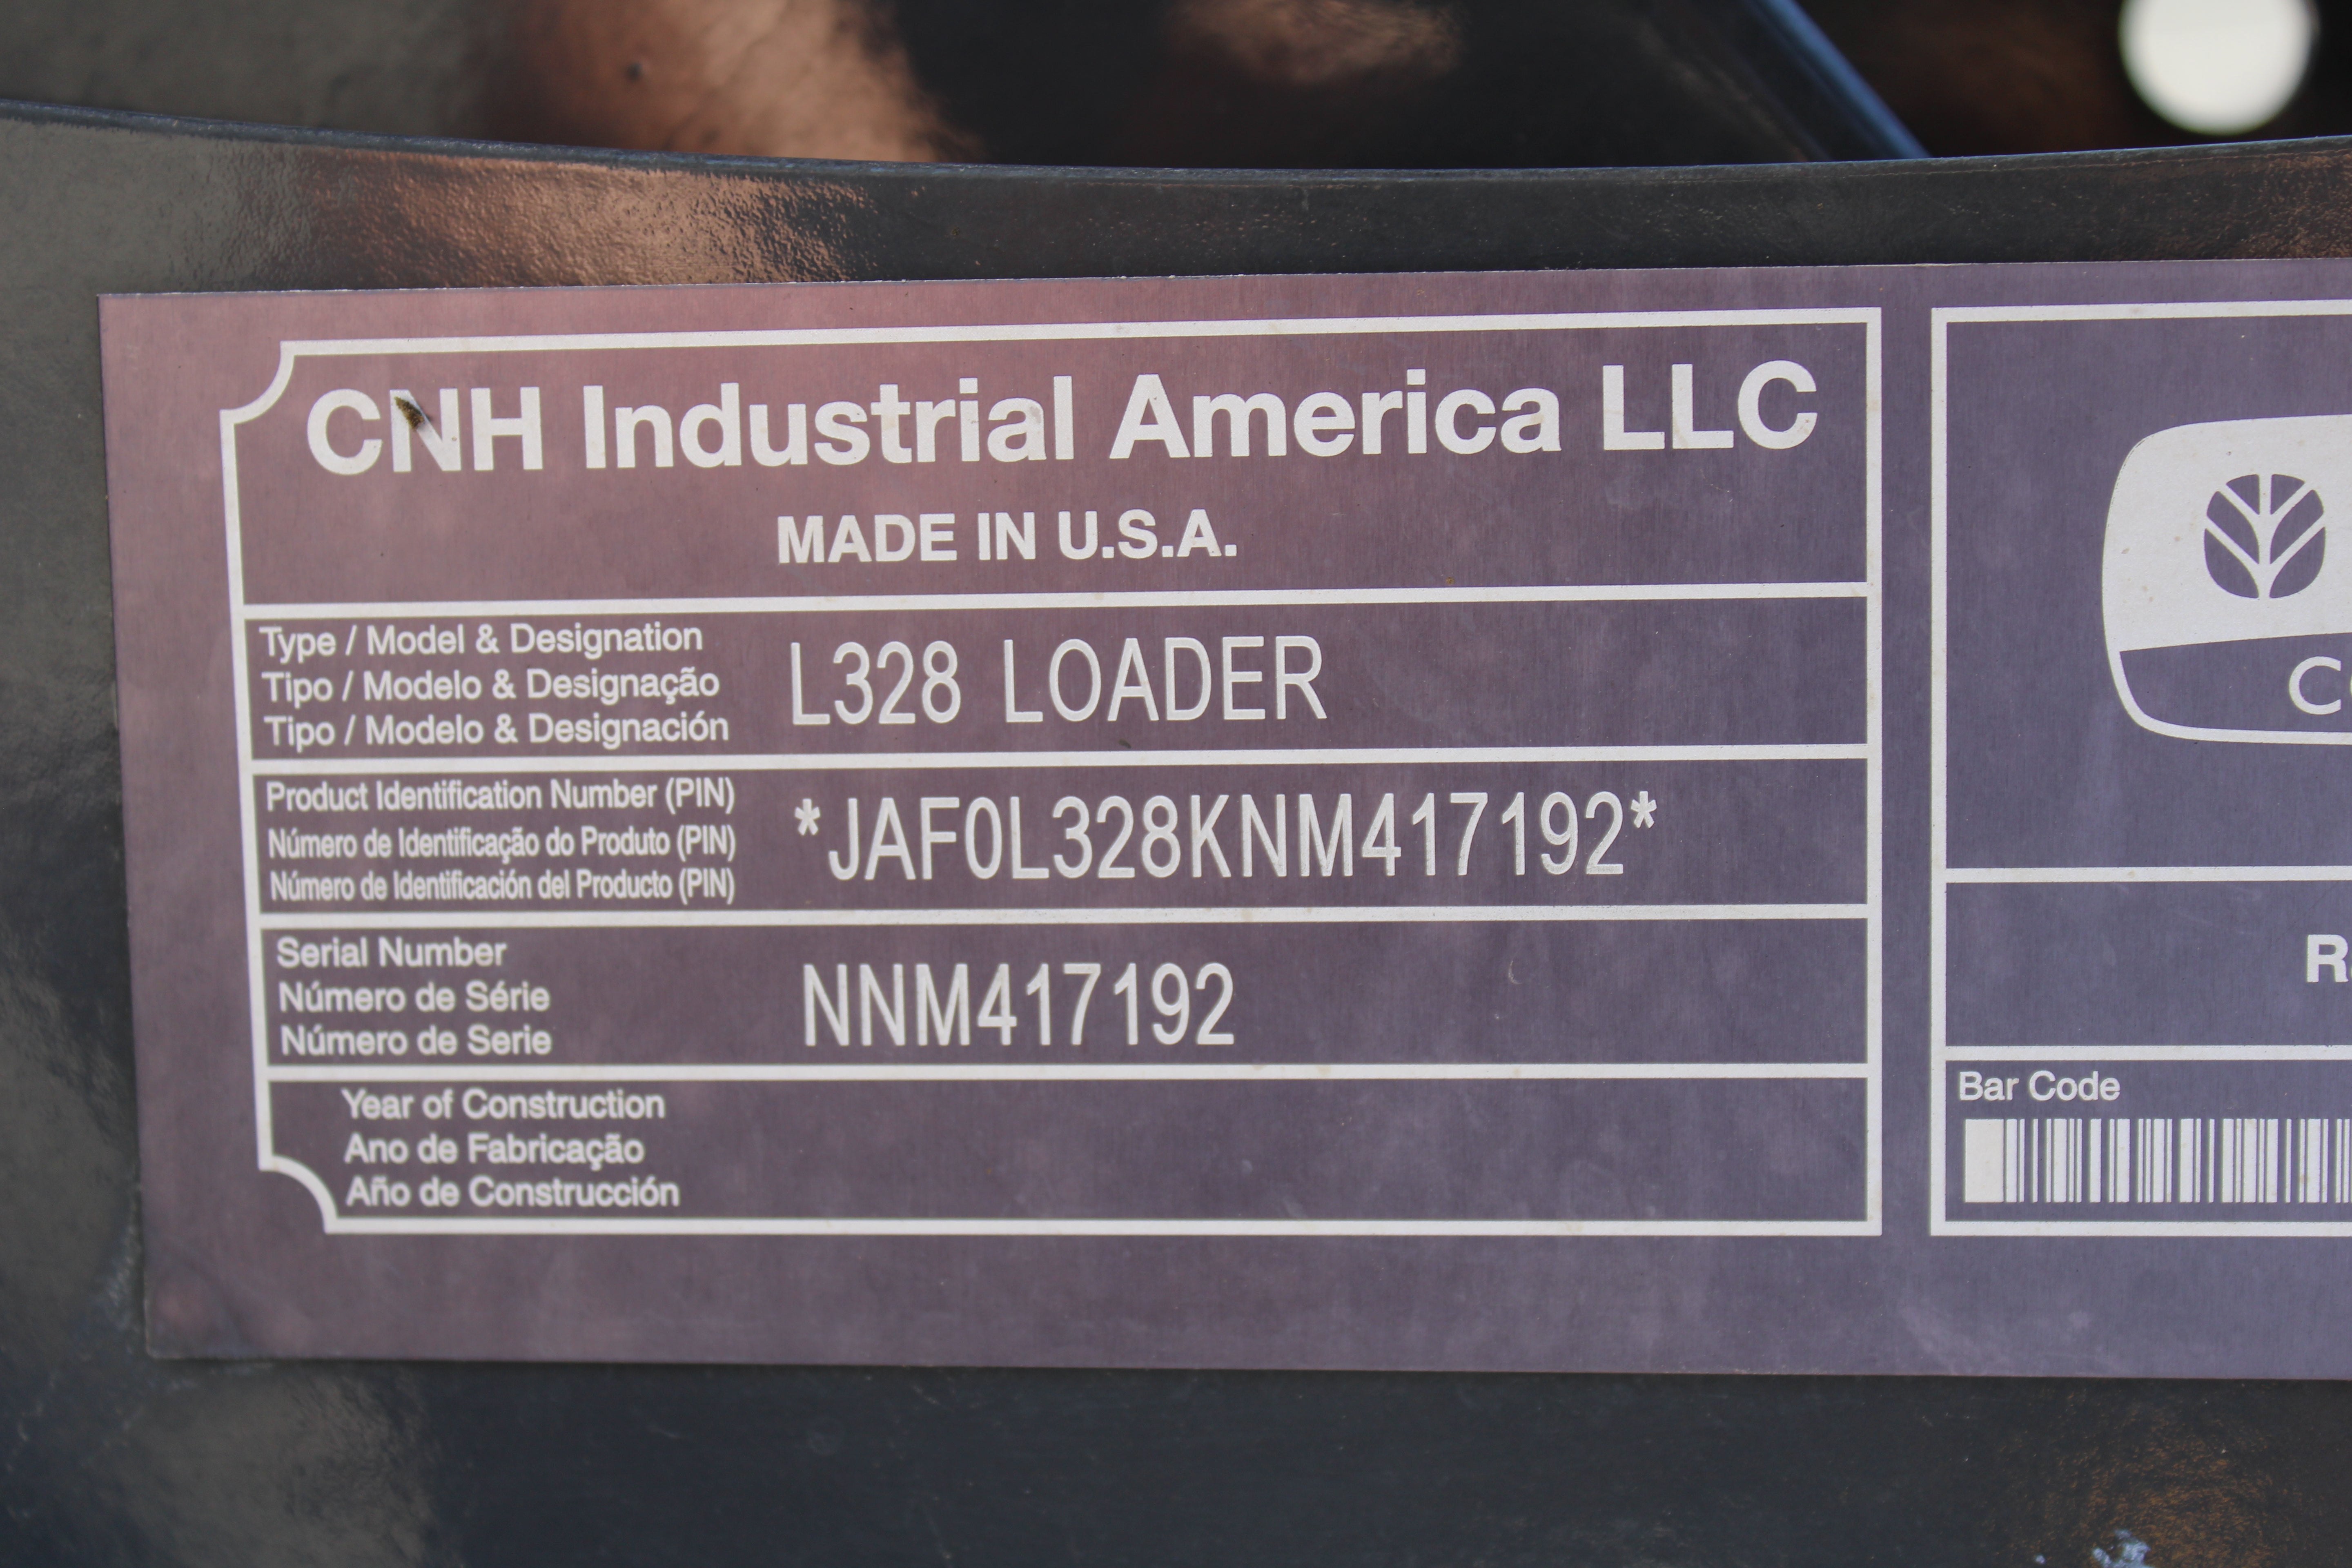 CNH Industrial America LLC
MADE IN U.S.A.
Type / Model & Designation
Tipo / Modelo & Designação
Tipo / Modelo & Designación
L328 LOADER
Product Identification Number (PIN)
Número de Identificação do Produto (PIN)
Número de Identificación del Producto (PIN)
*JAF0L328KNM417192*
Serial Number
Número de Série
Número de Serie
NNM417192
Year of Construction
Ano de Fabricação
Año de Construcción
Bar Code